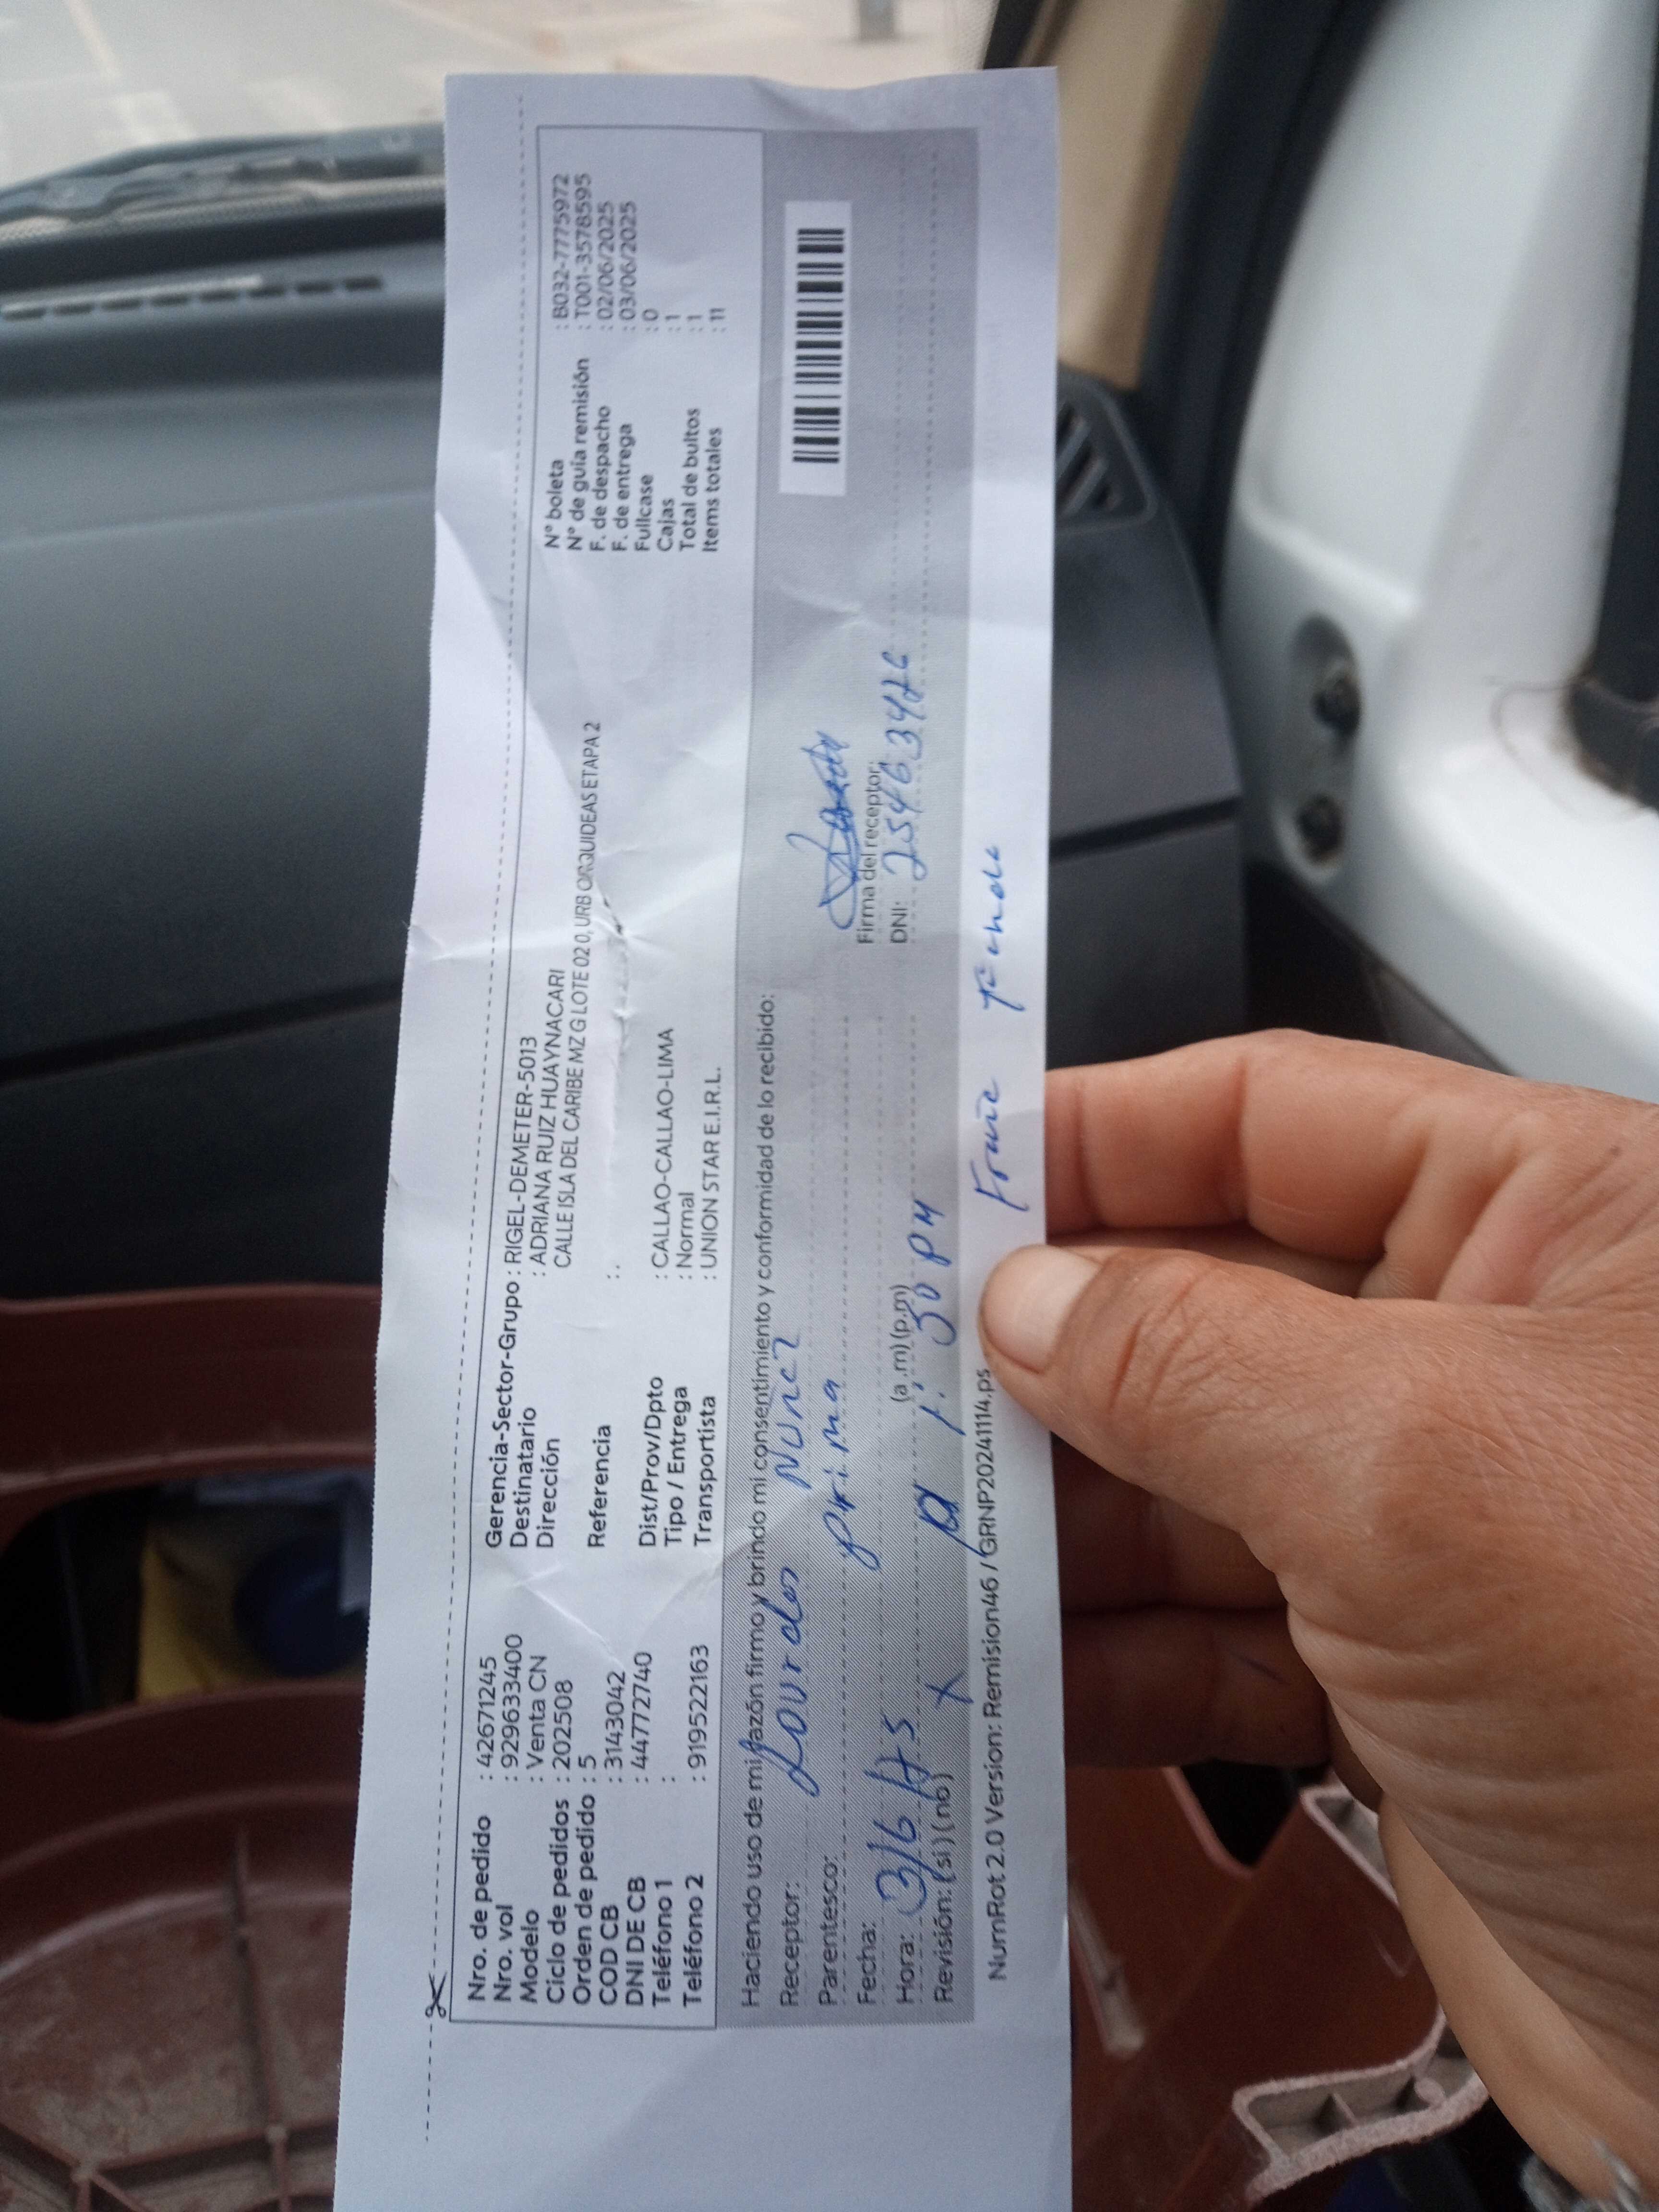 Nro. de pedido : 42671245
Nro. vol : 929633400
Modelo : Venta CN
Ciclo de pedidos : 202508
Orden de pedido : 5
COD CB : 3143042
DNI DE CB : 44772740
Teléfono 1 :
Teléfono 2 : 919522163
Gerencia-Sector-Grupo : RIGEL-DEMETER-5013
Destinatario : ADRIANA RUIZ HUAYNACARI
Dirección CALLE ISLA DEL CARIBE MZ G LOTE 02 0, URB ORQUIDEAS ETAPA 2
Referencia : .
Dist/Prov/Dpto : CALLAO-CALLAO-LIMA
Tipo / Entrega : Normal
Transportista : UNION STAR E.I.R.L.
N° boleta : B032-7775972
N° de guía remisión : T001-3578595
F. de despacho : 02/06/2025
F. de entrega : 03/06/2025
Fullcase : 0
Cajas : 1
Total de bultos : 1
Items totales : 11
Haciendo uso de mi razón firmo y brindo mi consentimiento y conformidad de lo recibido:
Receptor: Lourdes Nunez
Parentesco: prima
Fecha: 3/6
Hora: (a.m) (p.m) 1:30 PM
Revisión: (si) (no) X
Firma del receptor:
DNI:
NumRot 2.0 Version: Remision46 / GRNP20241114.ps